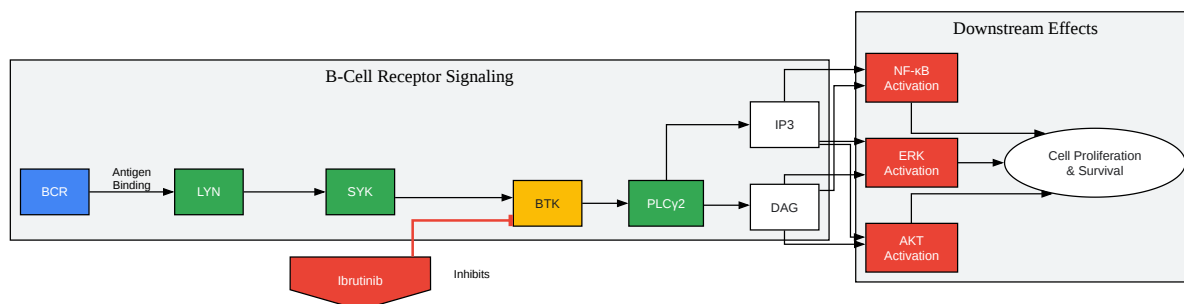 Downstream Effects
B-Cell Receptor Signaling
NF-κB
Activation
IP3
ERK
Activation
Cell Proliferation
& Survival
Antigen
Binding
BCR
LYN
SYK
BTK
PLCγ2
DAG
AKT
Activation
Ibrutinib
Inhibits